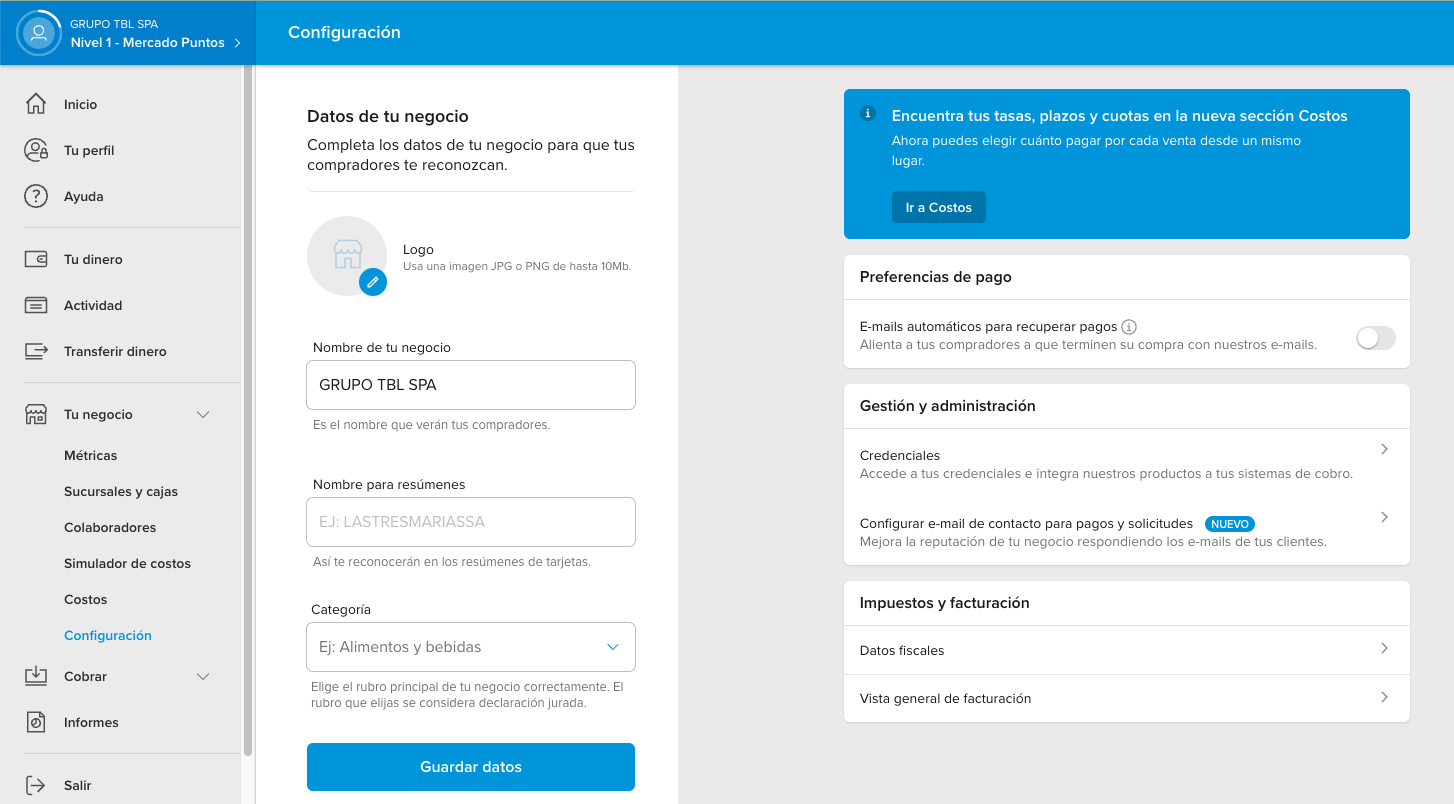 GRUPO TBL SPA
Nivel 1 - Mercado Puntos
Configuración
Inicio
Tu perfil
Ayuda
Tu dinero
Actividad
Transferir dinero
Tu negocio
Métricas
Sucursales y cajas
Colaboradores
Simulador de costos
Costos
Configuración
Cobrar
Informes
Salir
Datos de tu negocio
Completa los datos de tu negocio para que tus
compradores te reconozcan.
Logo
Usa una imagen JPG o PNG de hasta 10Mb.
Nombre de tu negocio
GRUPO TBL SPA
Es el nombre que verán tus compradores.
Nombre para resúmenes
EJ: LASTRESMARIASSA
Así te reconocerán en los resúmenes de tarjetas.
Categoría
Ej: Alimentos y bebidas
Elige el rubro principal de tu negocio correctamente. El
rubro que elijas se considera declaración jurada.
Guardar datos
Encuentra tus tasas, plazos y cuotas en la nueva sección Costos
Ahora puedes elegir cuánto pagar por cada venta desde un mismo
lugar.
Ir a Costos
Preferencias de pago
E-mails automáticos para recuperar pagos
Alienta a tus compradores a que terminen su compra con nuestros e-mails.
Gestión y administración
Credenciales
Accede a tus credenciales e integra nuestros productos a tus sistemas de cobro.
Configurar e-mail de contacto para pagos y solicitudes NUEVO
Mejora la reputación de tu negocio respondiendo los e-mails de tus clientes.
Impuestos y facturación
Datos fiscales
Vista general de facturación